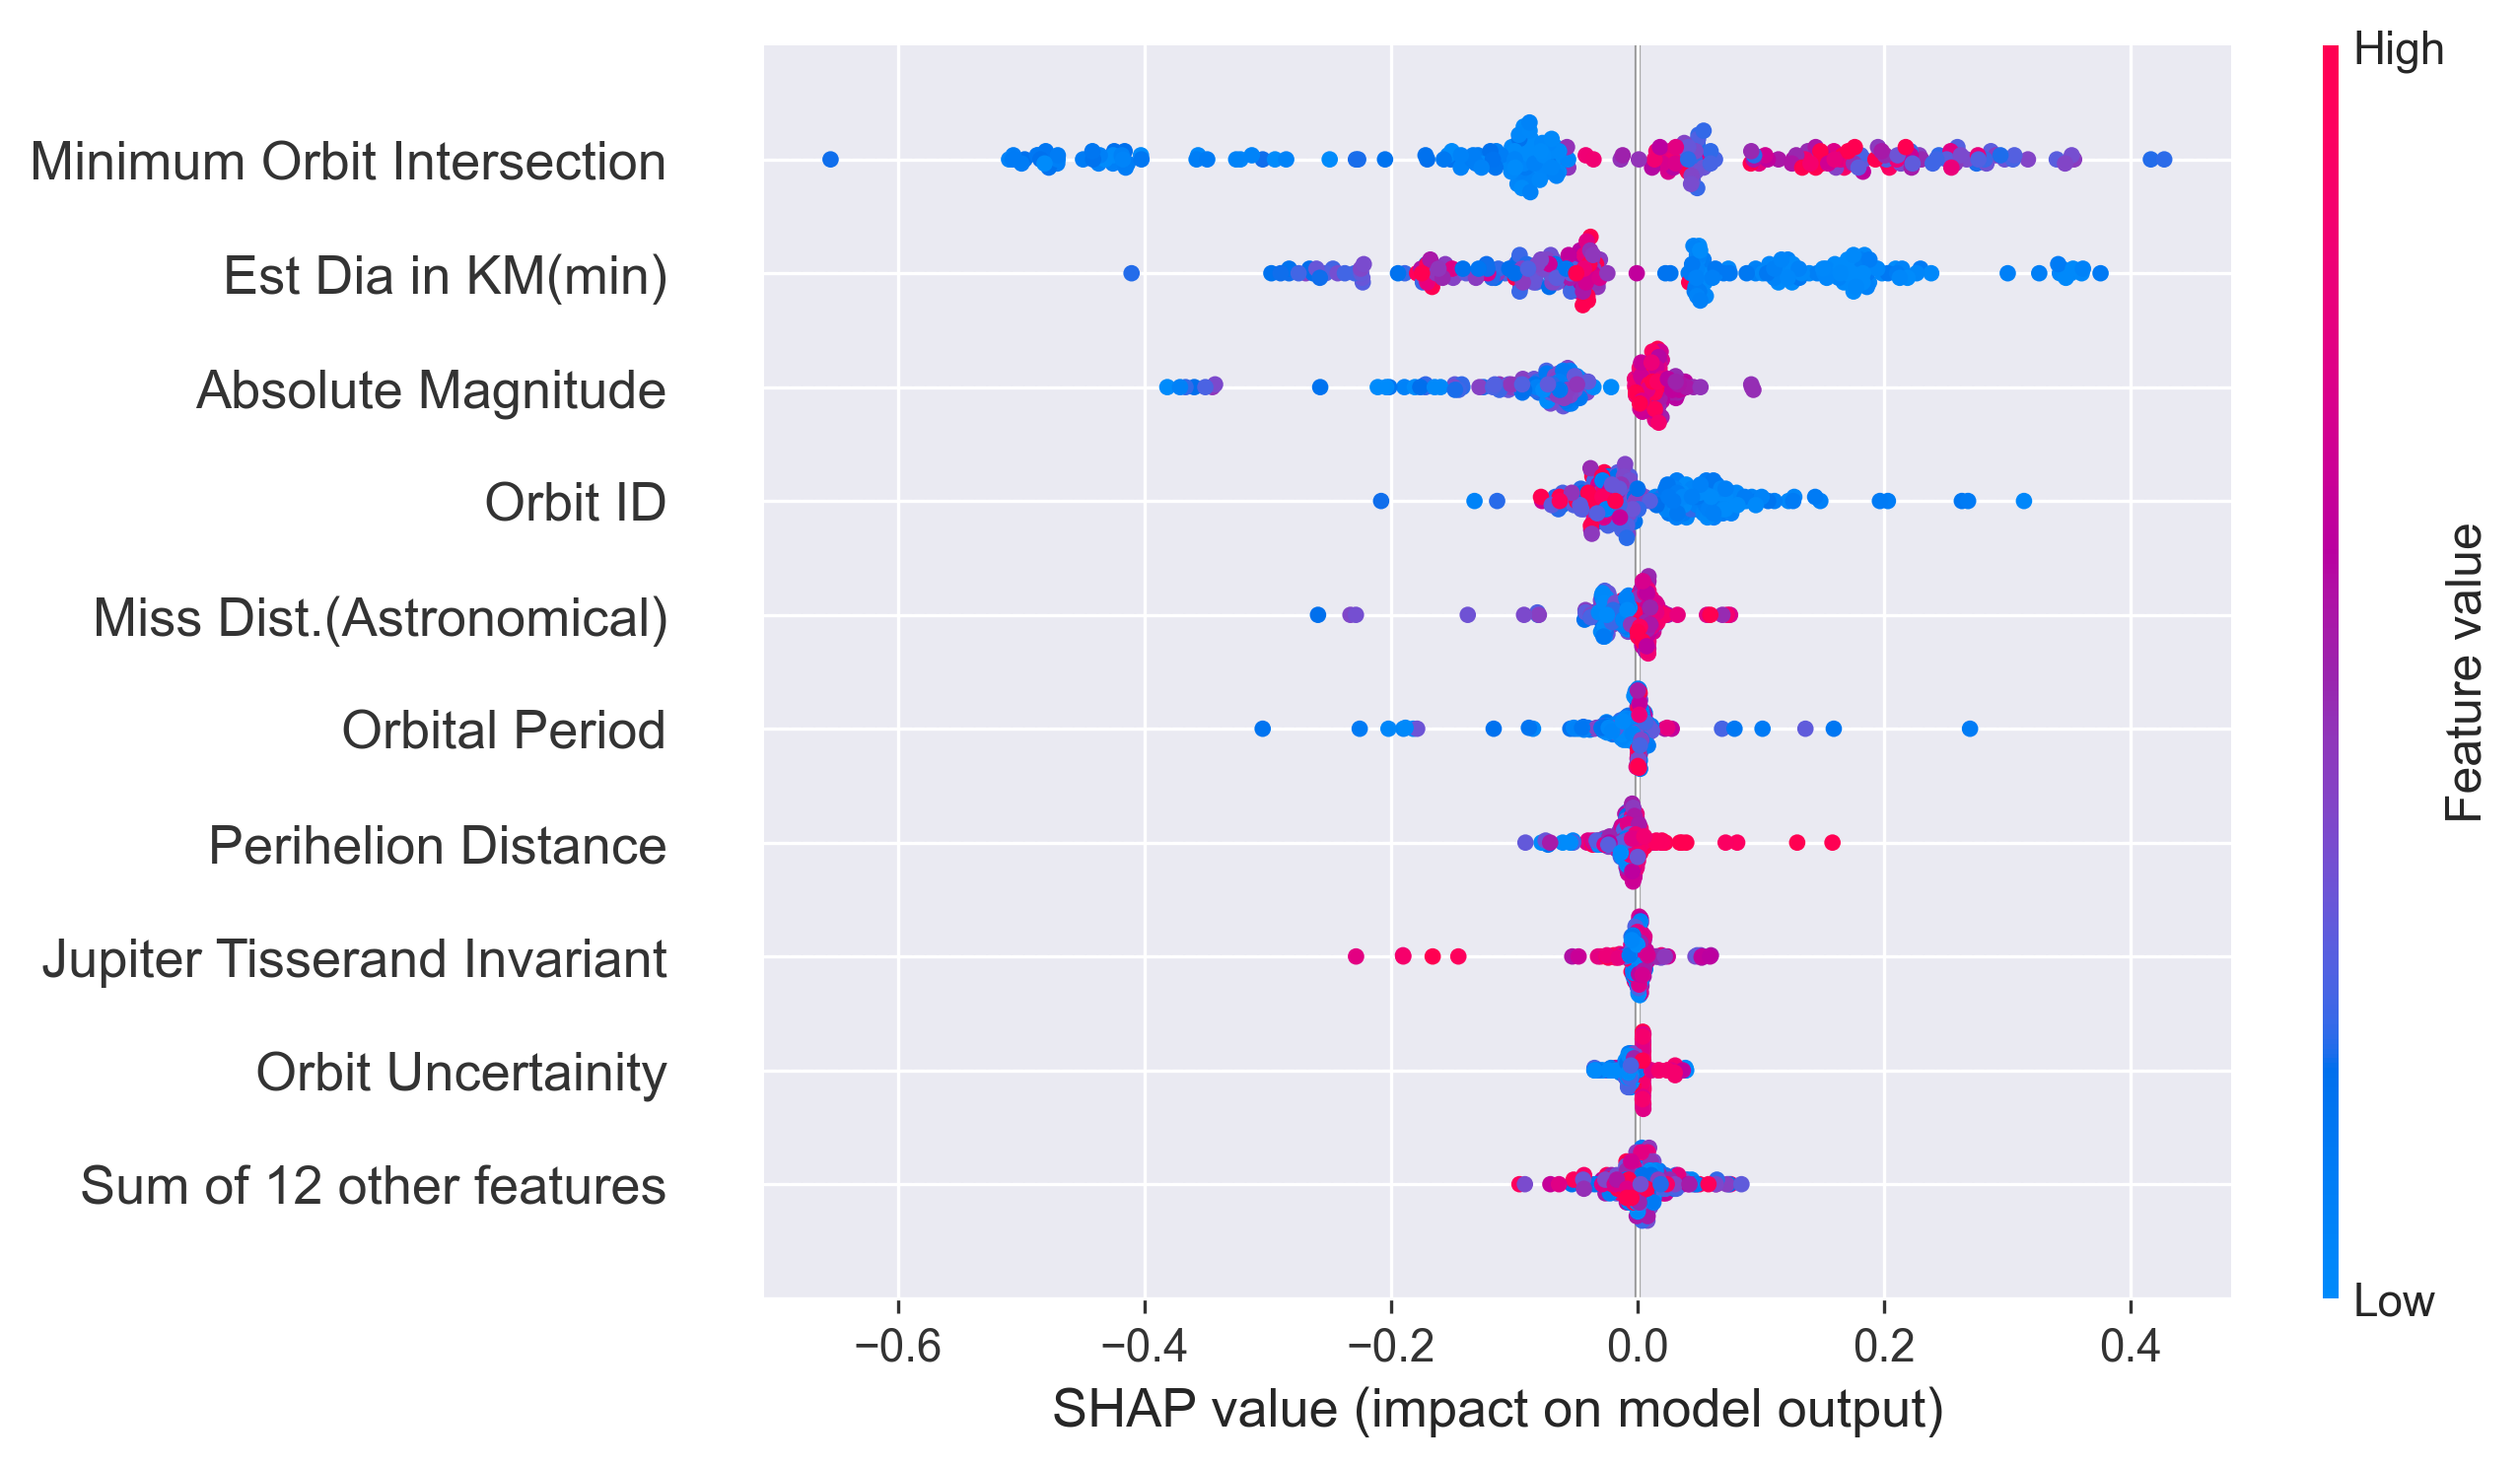 High
Minimum Orbit Intersection
Est Dia in KM(min)
Absolute Magnitude
Orbit ID
Miss Dist.(Astronomical)
Orbital Period
Perihelion Distance
Jupiter Tisserand Invariant
Orbit Uncertainity
Sum of 12 other features
Feature value
Low
−0.6 −0.4 −0.2 0.0 0.2 0.4
SHAP value (impact on model output)